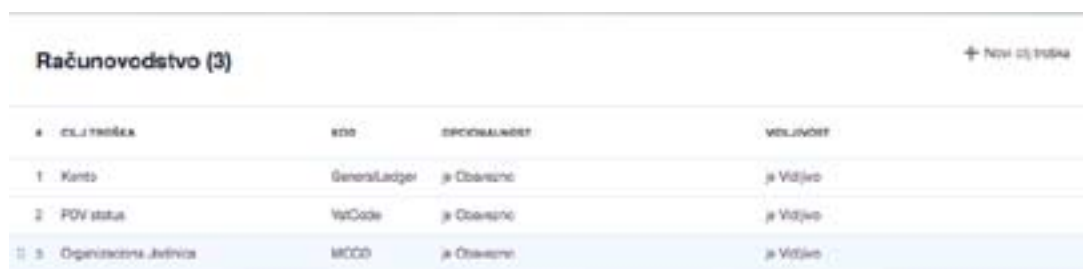 Računovodstvo (3)
+ Novi cilj troška
# CILJ TROŠKA KOD OPCIONALNOST VIDLJIVOST
1 Konto GeneralLedger je Obavezno je Vidljivo
2 PDV status VatCode je Obavezno je Vidljivo
3 Organizaciona Jedinica je Obavezno je Vidljivo